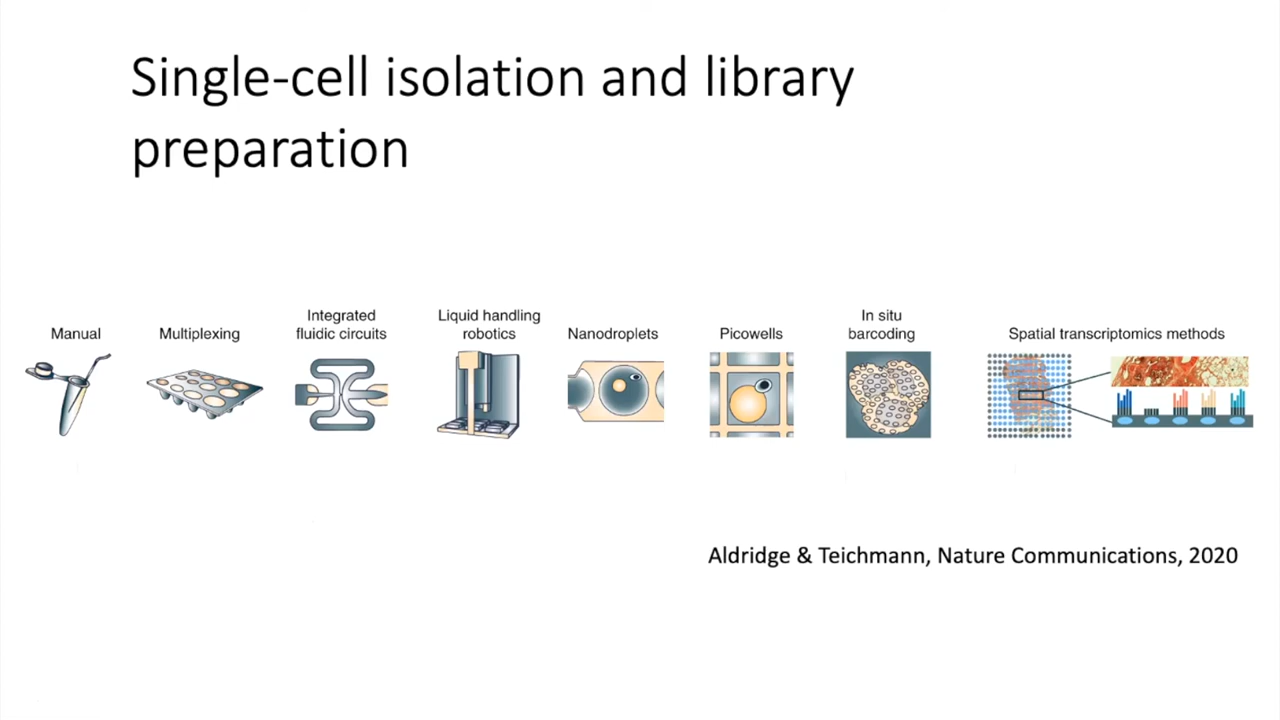 Single-cell isolation and library
preparation
Manual
Multiplexing
Integrated
fluidic circuits
Liquid handling
robotics
Nanodroplets
Picowells
In situ
barcoding
Spatial transcriptomics methods
Aldridge & Teichmann, Nature Communications, 2020